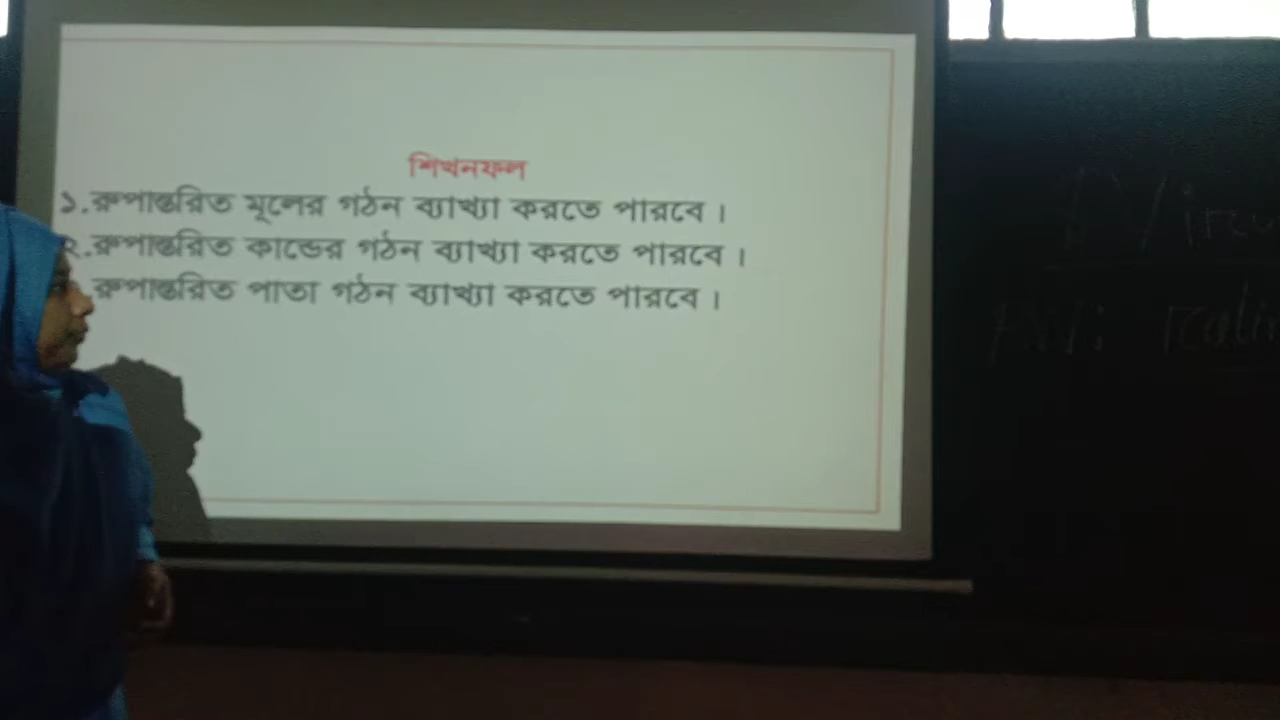 শিখনফল
১.রুপান্তরিত মূলের গঠন ব্যাখ্যা করতে পারবে ।
২.রুপান্তরিত কান্ডের গঠন ব্যাখ্যা করতে পারবে ।
রুপান্তরিত পাতা গঠন ব্যাখ্যা করতে পারবে ।